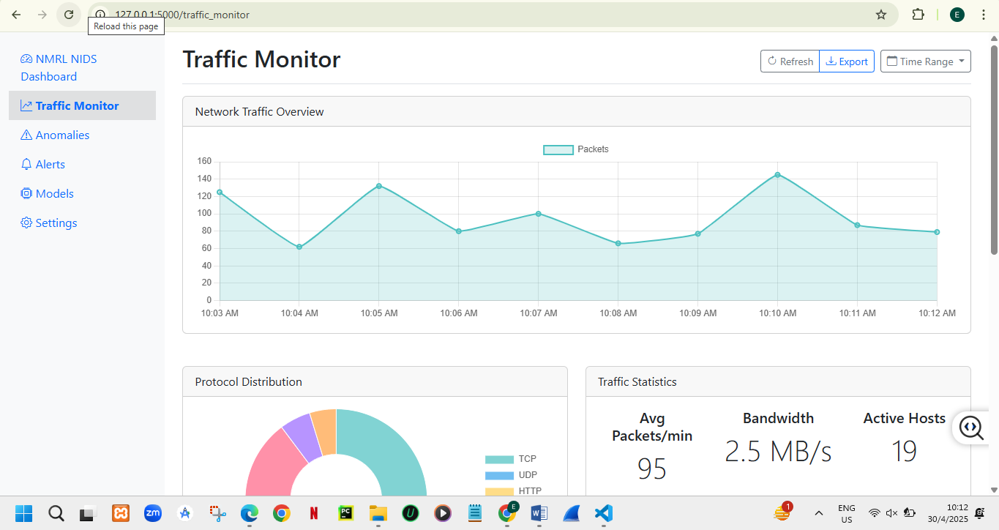 127.0.0.1:5000/traffic_monitor
E
Reload this page
NMRL NIDS
Dashboard
Traffic Monitor
Anomalies
Alerts
Models
Settings
Traffic Monitor
Refresh
Export
Time Range
Network Traffic Overview
Packets
160
140
120
100
80
60
40
20
0
10:03 AM 10:04 AM 10:05 AM 10:06 AM 10:07 AM 10:08 AM 10:09 AM 10:10 AM 10:11 AM 10:12 AM
Protocol Distribution
TCP
UDP
HTTP
Traffic Statistics
Avg
Packets/min
95
Bandwidth
2.5 MB/s
Active Hosts
19
zm
N
PC
U
E
W
1
ENG
US
10:12
30/4/2025